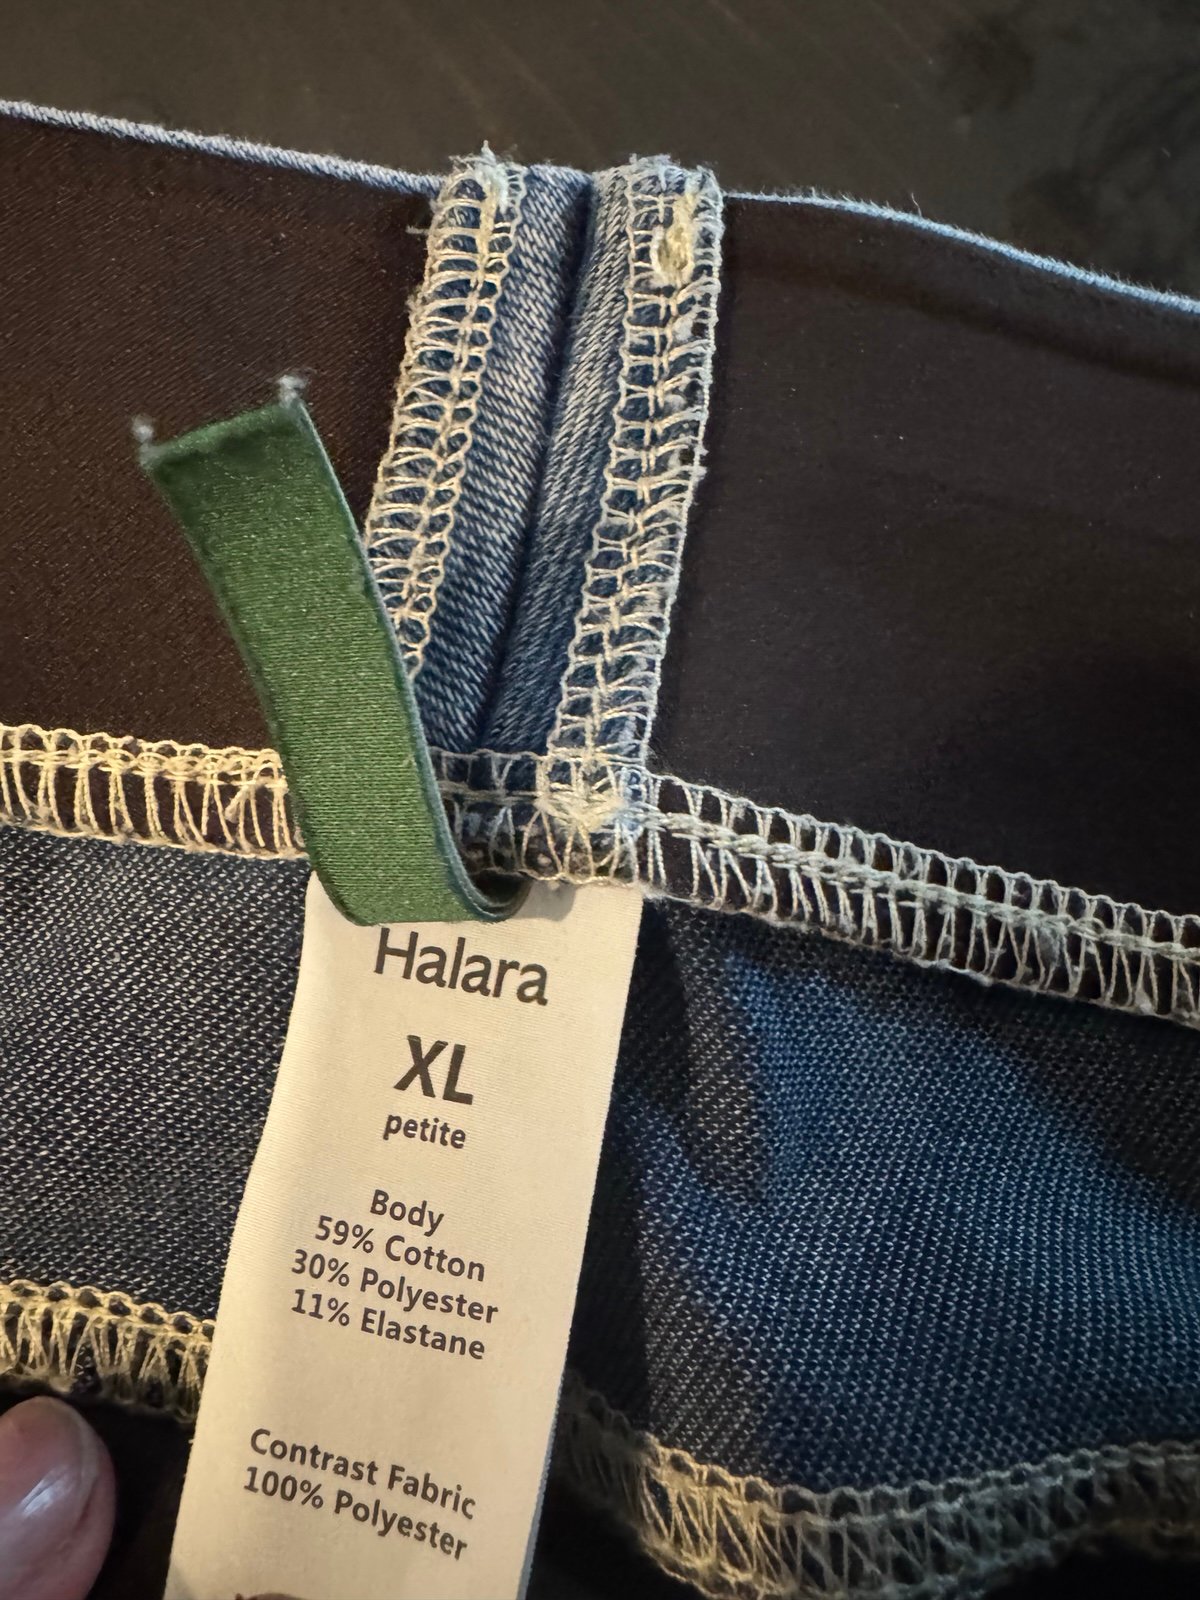 Halara
XL
petite
Body
59% Cotton
30% Polyester
11% Elastane
Contrast Fabric
100% Polyester